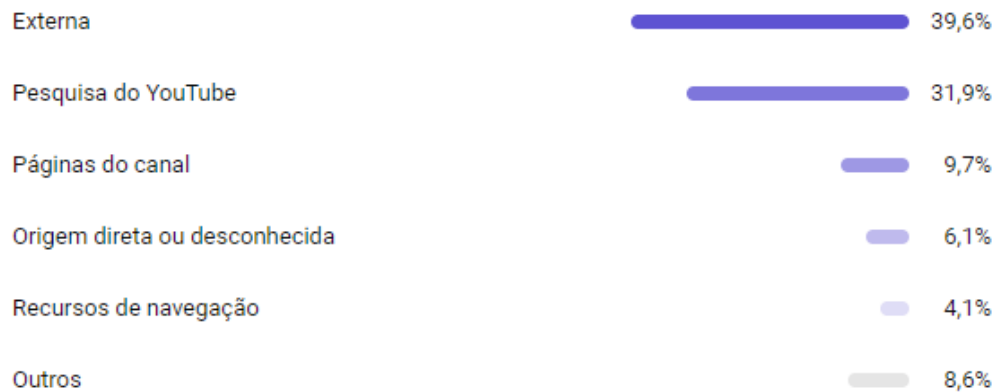 Externa 39,6%
Pesquisa do YouTube 31,9%
Páginas do canal 9,7%
Origem direta ou desconhecida 6,1%
Recursos de navegação 4,1%
Outros 8,6%